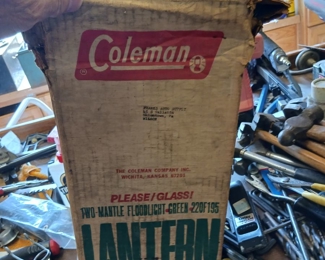 Coleman
THE COLEMAN COMPANY INC.
WICHITA, KANSAS 67201
PLEASE! GLASS!
TWO-MANTLE FLOODLIGHT-GREEN-220F195
LANTERN